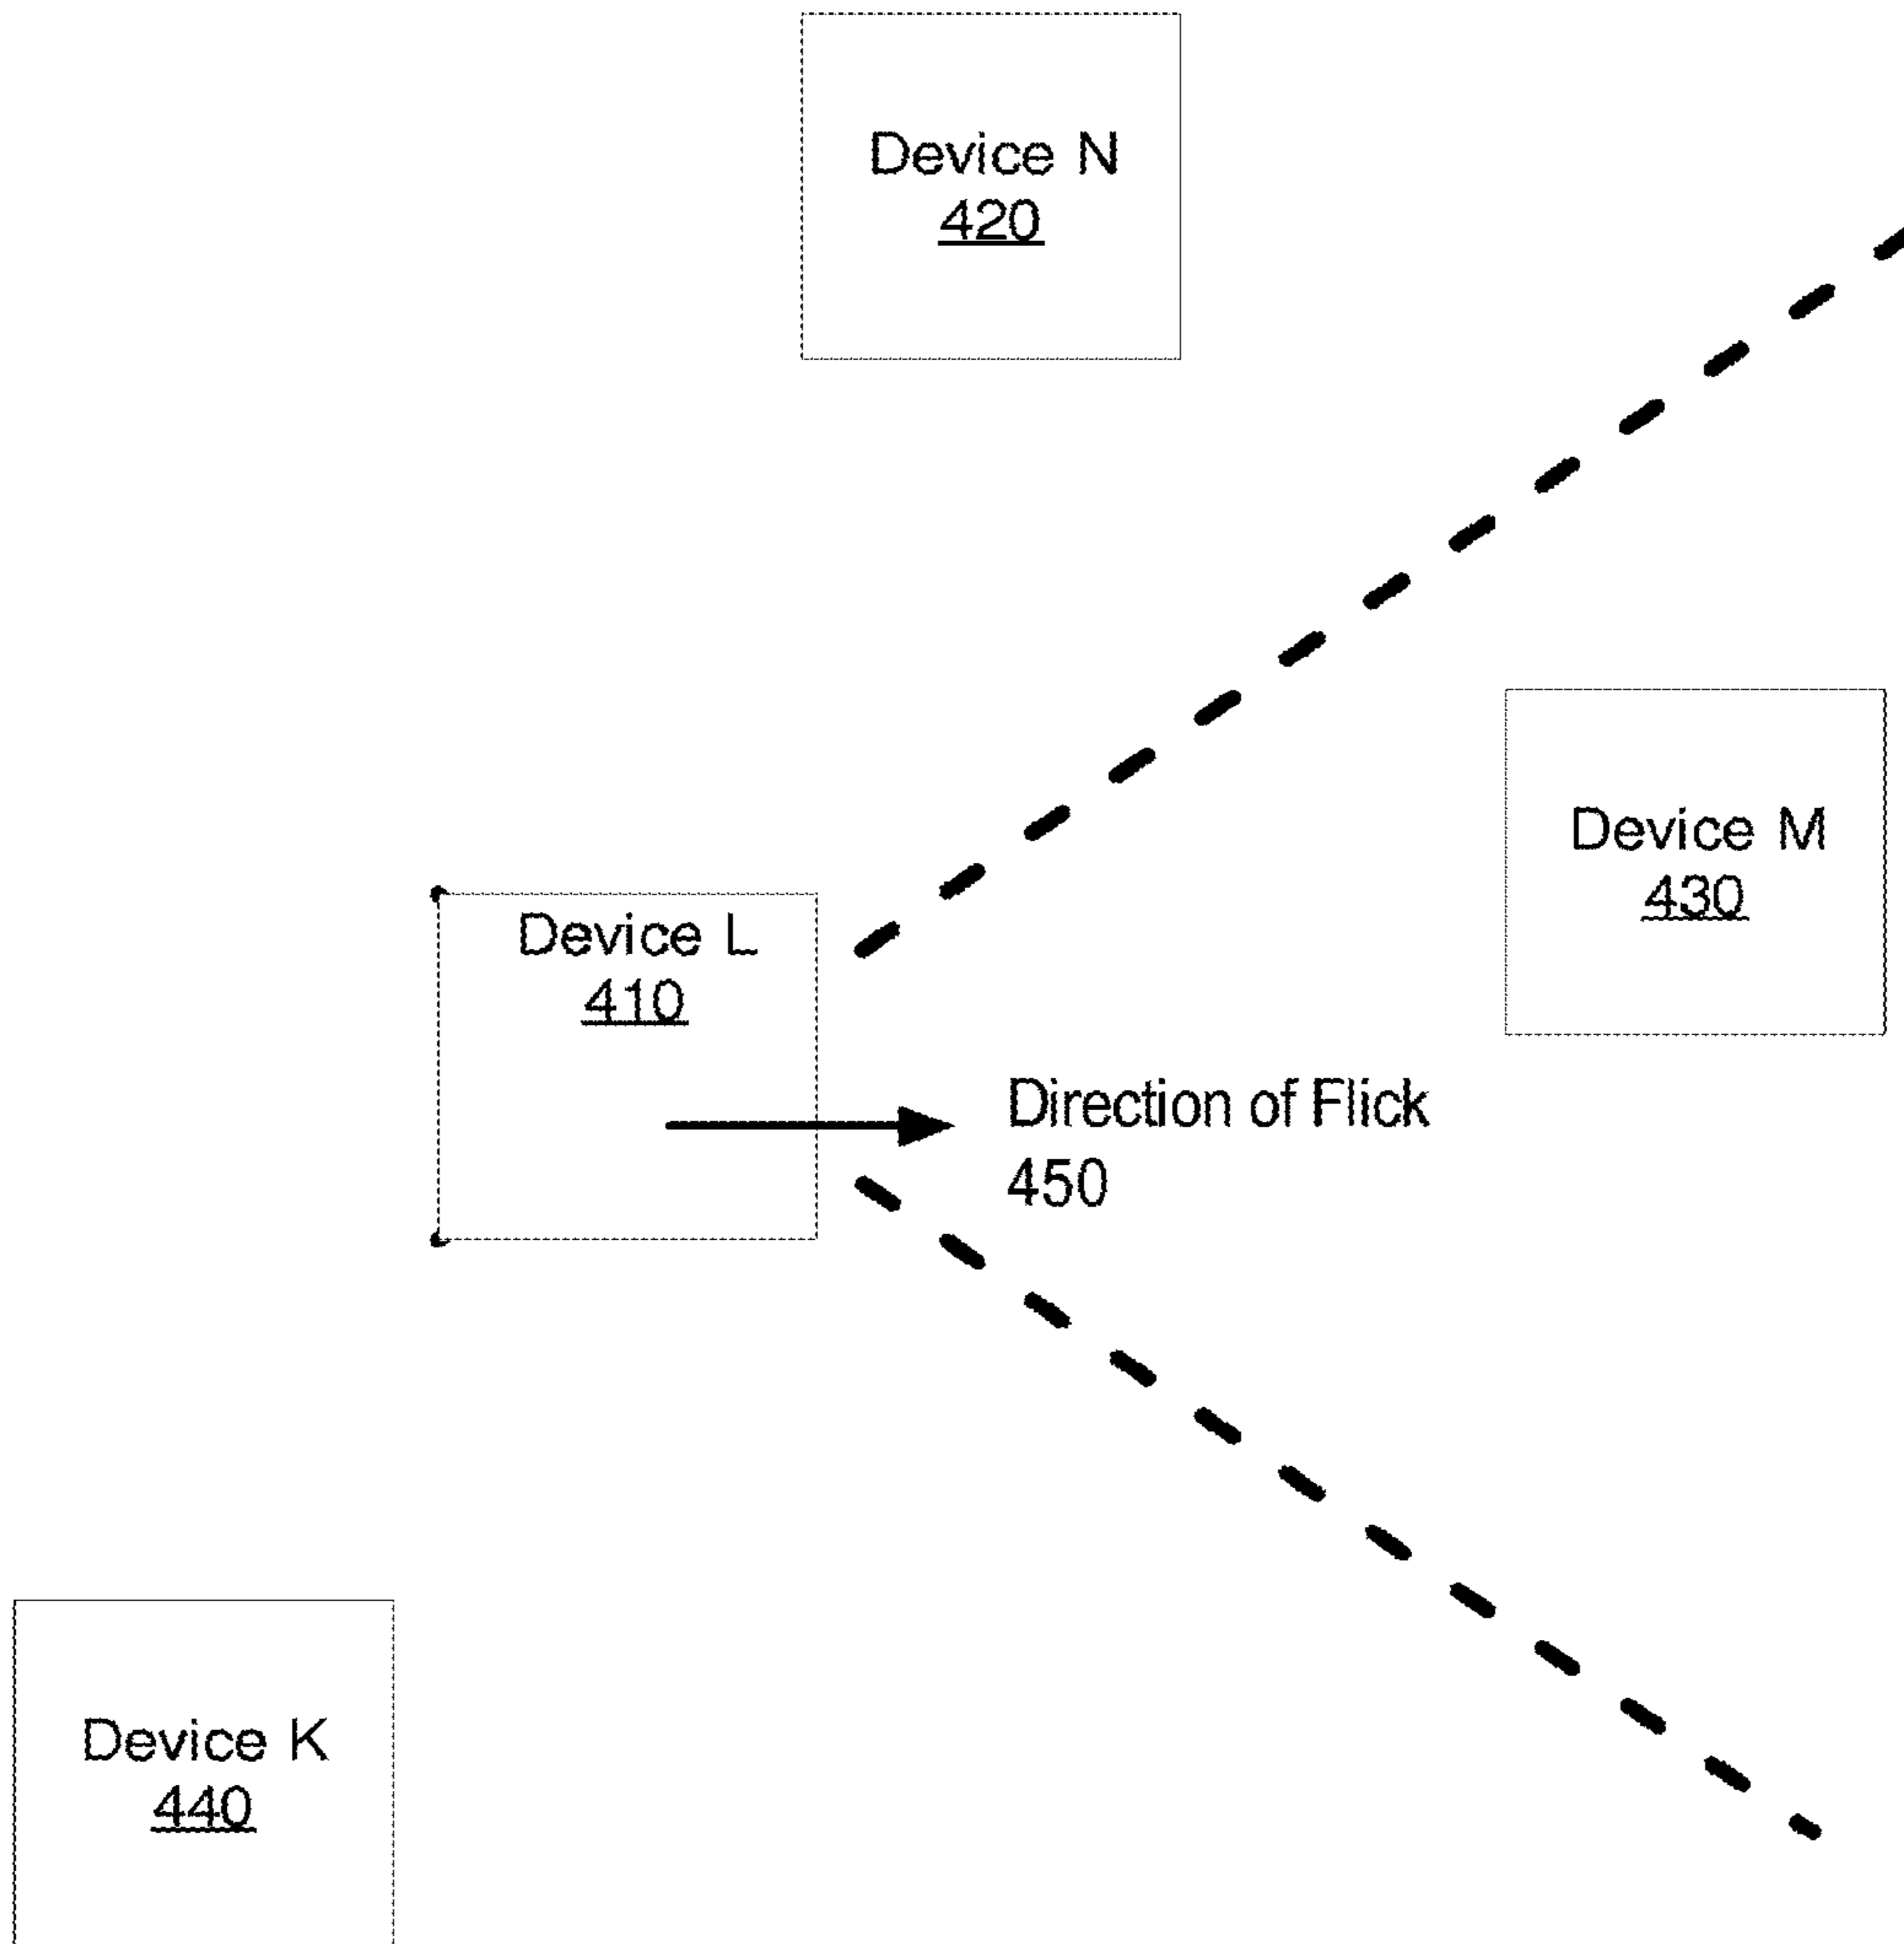 Device N
420
Device M
430
Device L
410
Direction of Flick
450
Device K
440